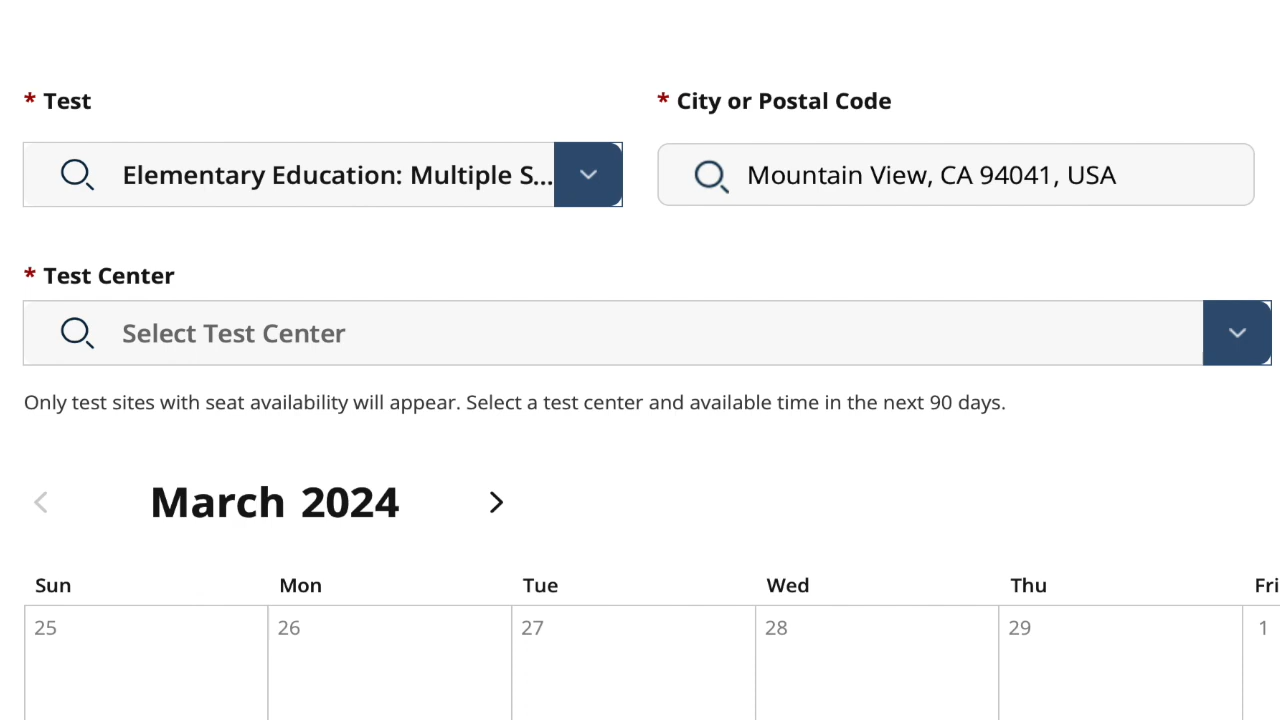 * Test
* City or Postal Code
Elementary Education: Multiple S...
Mountain View, CA 94041, USA
* Test Center
Select Test Center
Only test sites with seat availability will appear. Select a test center and available time in the next 90 days.
March 2024
Sun Mon Tue Wed Thu Fri
25 26 27 28 29 1